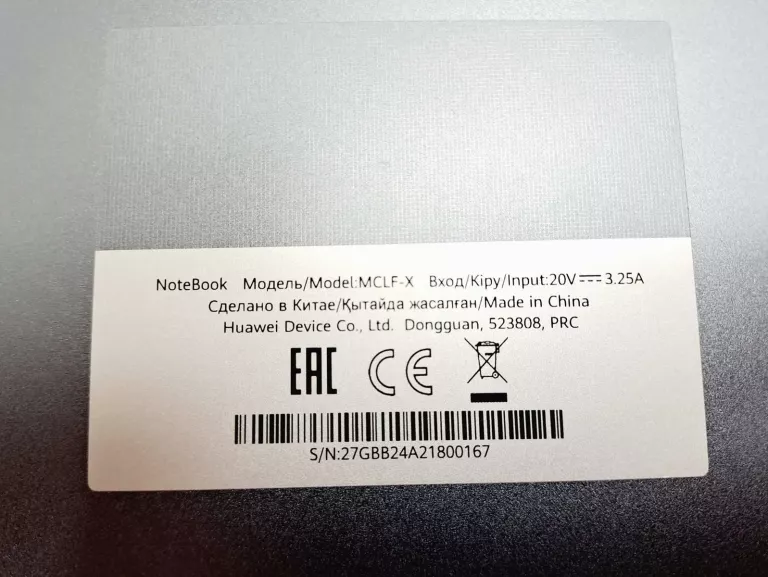 NoteBook Модель/Model:MCLF-X Вход/Кіру/Input:20V⎓3.25A
Сделано в Китае/Қытайда жасалған/Made in China
Huawei Device Co., Ltd. Dongguan, 523808, PRC
EAC CE
S/N:27GBB24A21800167